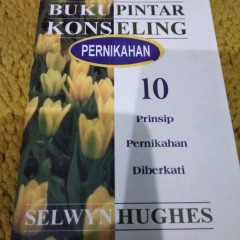 BUKU PINTAR
KONSELING
PERNIKAHAN
10
Prinsip
Pernikahan
Diberkati
SELWYN HUGHES